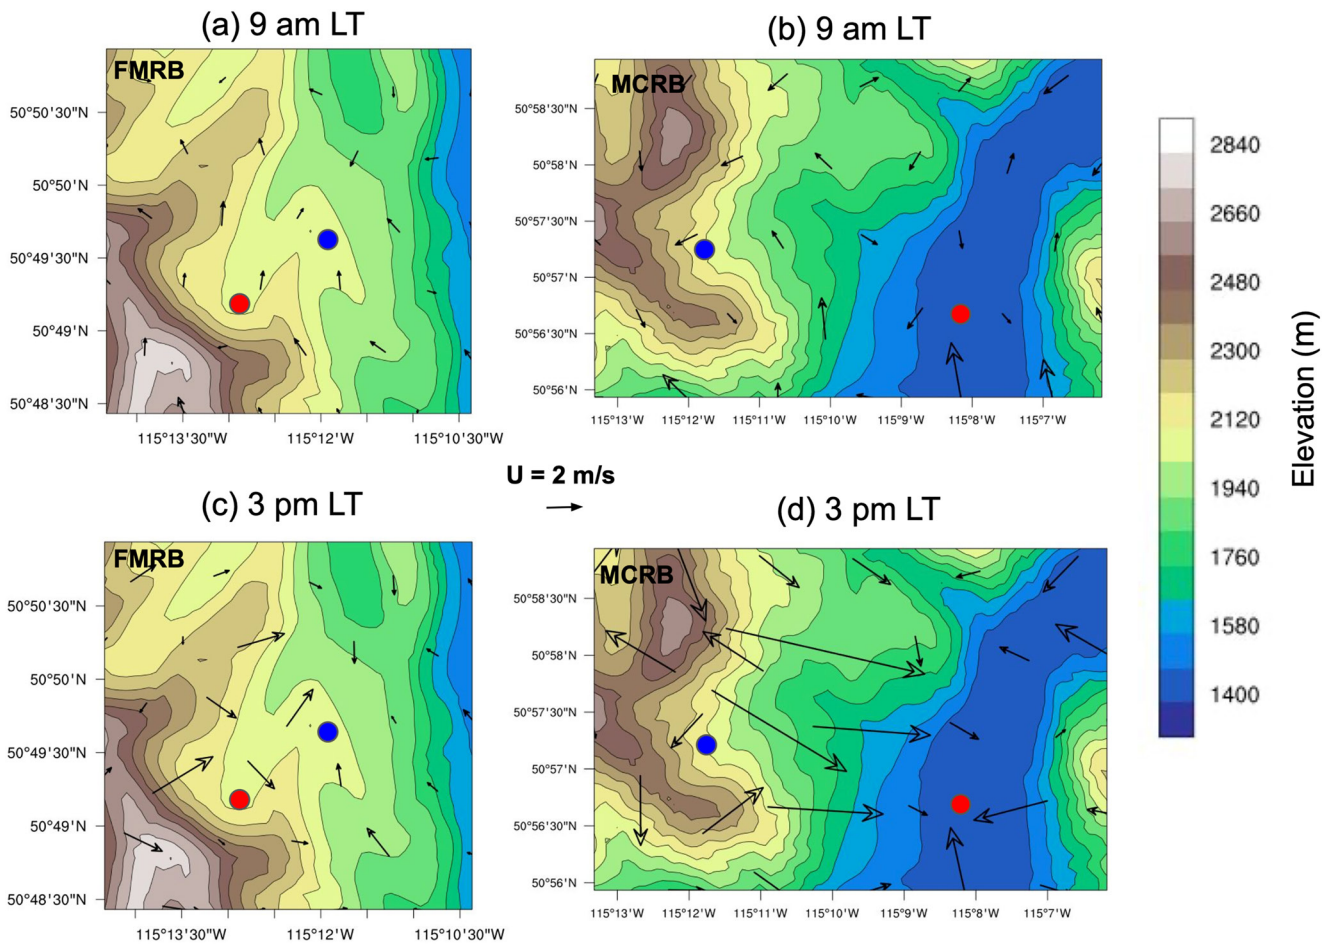 (a) 9 am LT
(b) 9 am LT
FMRB
MCRB
50°50'30"N
50°50'N
50°49'30"N
50°49'N
50°48'30"N
115°13'30"W
115°12'W
115°10'30"W
50°58'30"N
50°58'N
50°57'30"N
50°57'N
50°56'30"N
50°56'N
115°13'W
115°12'W
115°11'W
115°10'W
115°9'W
115°8'W
115°7'W
2840
2660
2480
2300
2120
1940
1760
1580
1400
Elevation (m)
U = 2 m/s
(c) 3 pm LT
(d) 3 pm LT
FMRB
MCRB
50°50'30"N
50°50'N
50°49'30"N
50°49'N
50°48'30"N
115°13'30"W
115°12'W
115°10'30"W
50°58'30"N
50°58'N
50°57'30"N
50°57'N
50°56'30"N
50°56'N
115°13'W
115°12'W
115°11'W
115°10'W
115°9'W
115°8'W
115°7'W